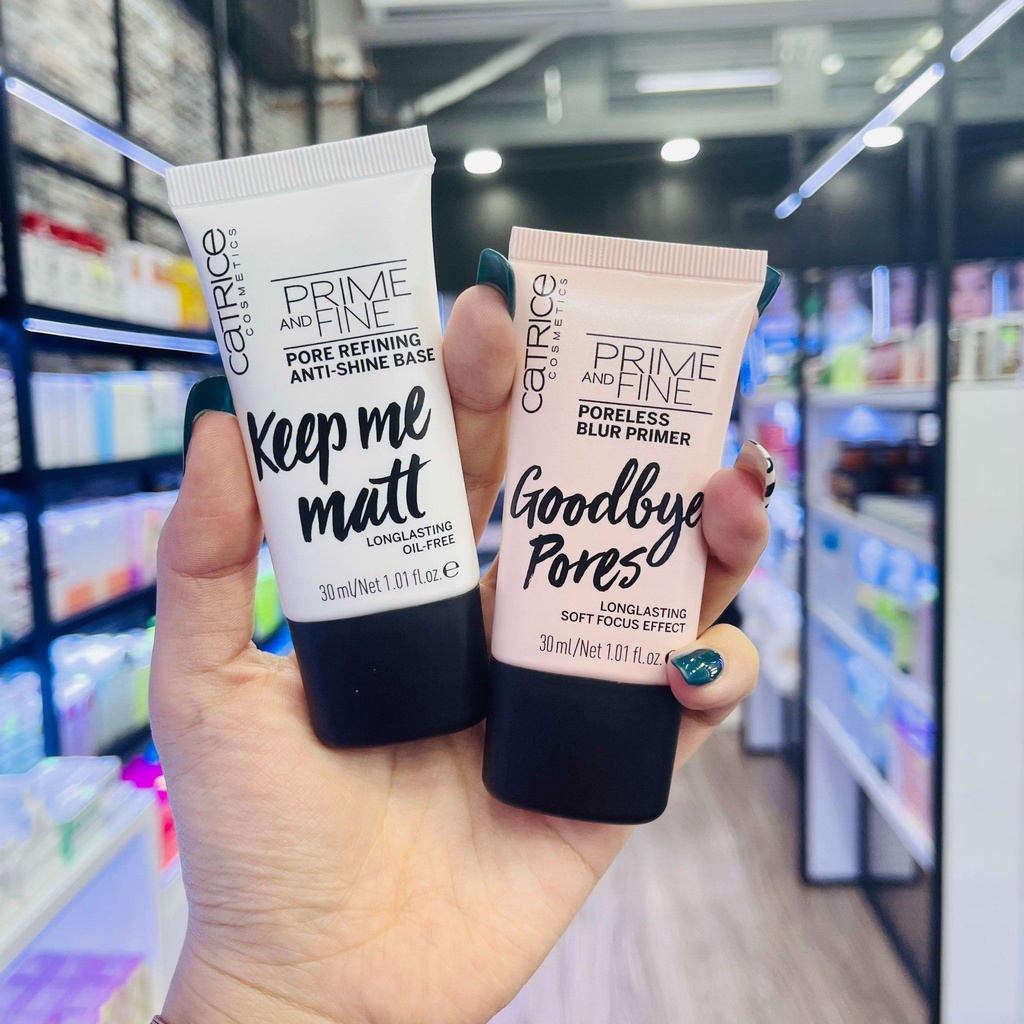 CATRICE
COSMETICS
PRIME
AND FINE
PORE REFINING
ANTI-SHINE BASE
Keep me
matt
LONGLASTING
OIL-FREE
30 ml/Net 1.01 fl.oz. e
CATRICE
COSMETICS
PRIME
AND FINE
PORELESS
BLUR PRIMER
Goodbye
Pores
LONGLASTING
SOFT FOCUS EFFECT
30 ml/Net 1.01 fl.oz.